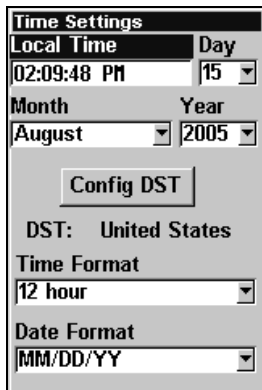 Time Settings
Local Time Day
02:09:48 PM 15
Month Year
August 2005
Config DST
DST: United States
Time Format
12 hour
Date Format
MM/DD/YY